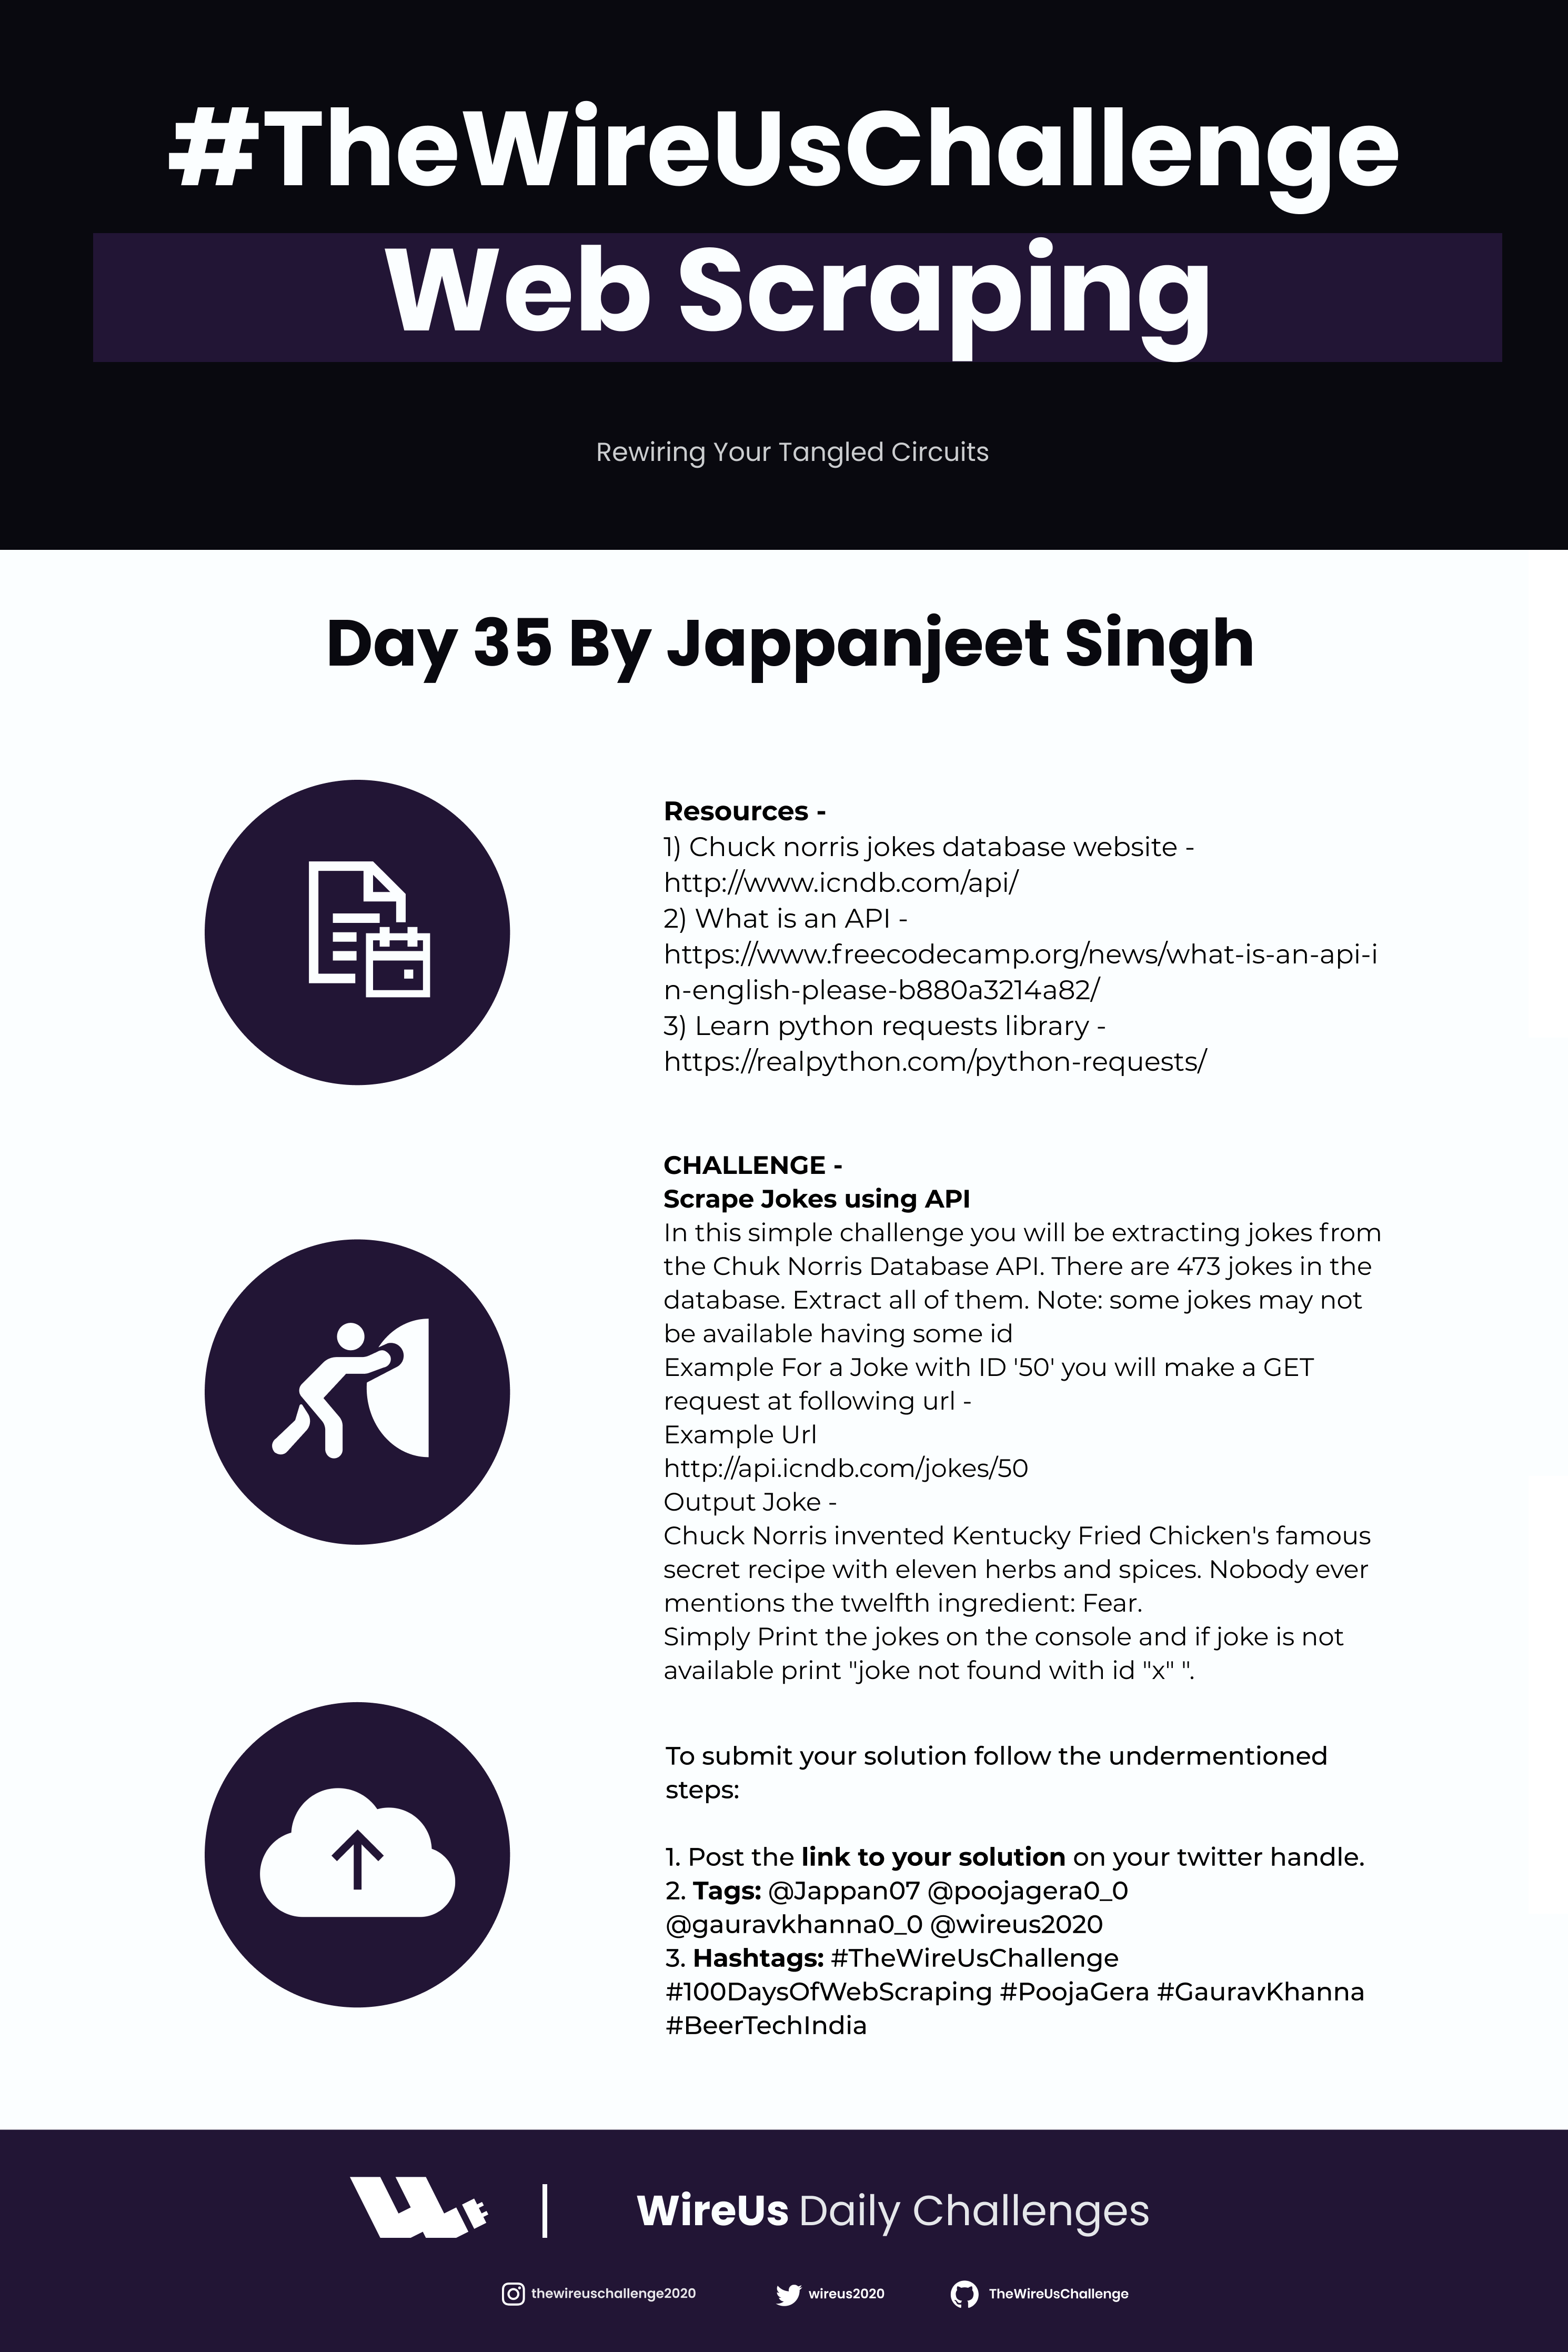 #TheWireUsChallenge
Web Scraping
Rewiring Your Tangled Circuits
Day 35 By Jappanjeet Singh
Resources -
1) Chuck norris jokes database website -
http://www.icndb.com/api/
2) What is an API -
https://www.freecodecamp.org/news/what-is-an-api-i
n-english-please-b880a3214a82/
3) Learn python requests library -
https://realpython.com/python-requests/
CHALLENGE -
Scrape Jokes using API
In this simple challenge you will be extracting jokes from
the Chuk Norris Database API. There are 473 jokes in the
database. Extract all of them. Note: some jokes may not
be available having some id
Example For a Joke with ID '50' you will make a GET
request at following url -
Example Url
http://api.icndb.com/jokes/50
Output Joke -
Chuck Norris invented Kentucky Fried Chicken's famous
secret recipe with eleven herbs and spices. Nobody ever
mentions the twelfth ingredient: Fear.
Simply Print the jokes on the console and if joke is not
available print "joke not found with id "x" ".
To submit your solution follow the undermentioned
steps:
1. Post the link to your solution on your twitter handle.
2. Tags: @Jappan07 @poojagera0_0
@gauravkhanna0_0 @wireus2020
3. Hashtags: #TheWireUsChallenge
#100DaysOfWebScraping #PoojaGera #GauravKhanna
#BeerTechIndia
WireUs Daily Challenges
thewireuschallenge2020
wireus2020
TheWireUsChallenge